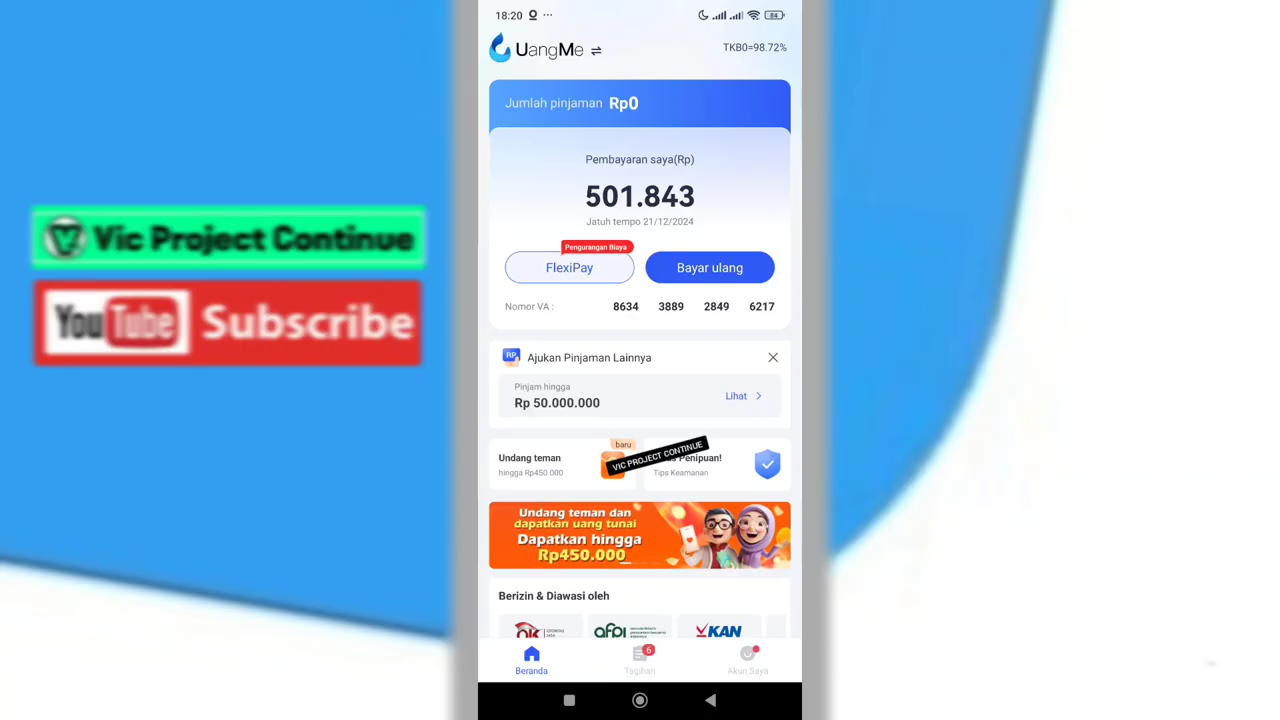 18:20
84
UangMe
TKB0=98.72%
Jumlah pinjaman Rp0
Pembayaran saya(Rp)
501.843
Jatuh tempo 21/12/2024
Pengurangan Biaya
FlexiPay
Bayar ulang
Nomor VA : 8634 3889 2849 6217
Vic Project Continue
YouTube Subscribe
RP
Ajukan Pinjaman Lainnya
Pinjam hingga
Rp 50.000.000
Lihat
baru
Undang teman
hingga Rp450.000
VIC PROJECT CONTINUE
Penipuan!
Tips Keamanan
Undang teman dan
dapatkan uang tunai
Dapatkan hingga
Rp450.000
Berizin & Diawasi oleh
afpi
KAN
6
Beranda
Tagihan
Akun Saya